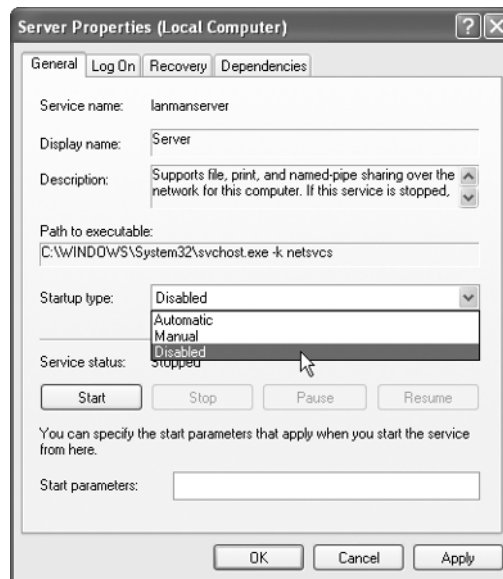 Server Properties (Local Computer)
General Log On Recovery Dependencies
Service name: lanmanserver
Display name: Server
Description: Supports file, print, and named-pipe sharing over the
network for this computer. If this service is stopped,
Path to executable:
C:\WINDOWS\System32\svchost.exe -k netsvcs
Startup type: Disabled
Automatic
Manual
Disabled
Service status: Stopped
Start Stop Pause Resume
You can specify the start parameters that apply when you start the service
from here.
Start parameters:
OK Cancel Apply